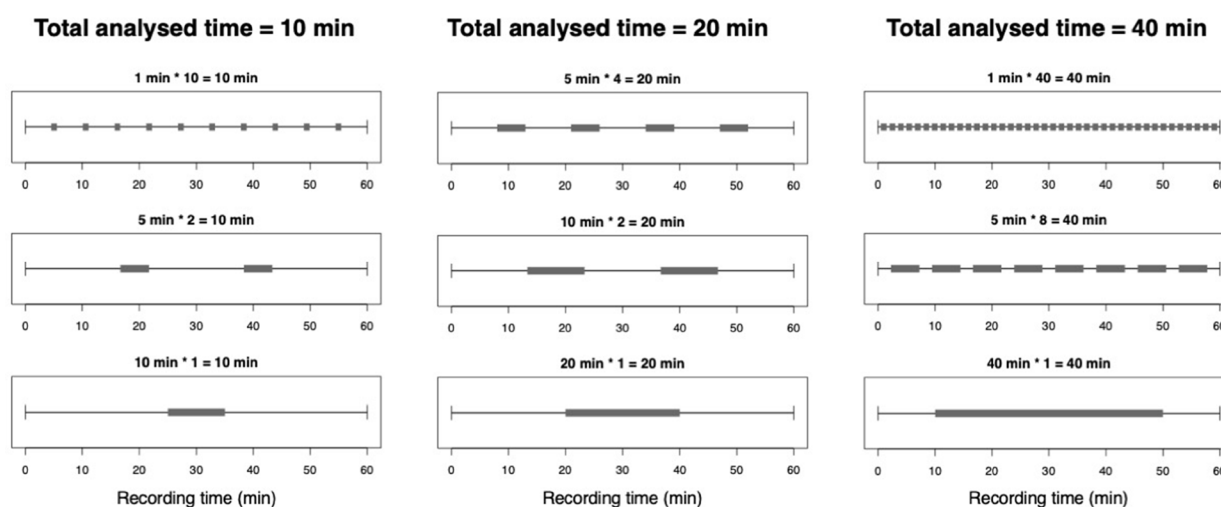 Total analysed time = 10 min
Total analysed time = 20 min
Total analysed time = 40 min
1 min * 10 = 10 min
5 min * 4 = 20 min
1 min * 40 = 40 min
0 10 20 30 40 50 60
0 10 20 30 40 50 60
0 10 20 30 40 50 60
5 min * 2 = 10 min
10 min * 2 = 20 min
5 min * 8 = 40 min
0 10 20 30 40 50 60
0 10 20 30 40 50 60
0 10 20 30 40 50 60
10 min * 1 = 10 min
20 min * 1 = 20 min
40 min * 1 = 40 min
0 10 20 30 40 50 60
0 10 20 30 40 50 60
0 10 20 30 40 50 60
Recording time (min)
Recording time (min)
Recording time (min)